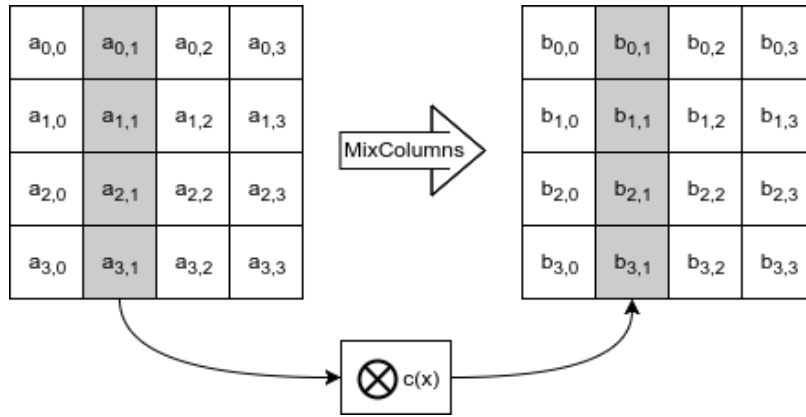 a0,0 a0,1 a0,2 a0,3 b0,0 b0,1 b0,2 b0,3
a1,0 a1,1 a1,2 a1,3 MixColumns b1,0 b1,1 b1,2 b1,3
a2,0 a2,1 a2,2 a2,3 b2,0 b2,1 b2,2 b2,3
a3,0 a3,1 a3,2 a3,3 b3,0 b3,1 b3,2 b3,3
⊗ c(x)